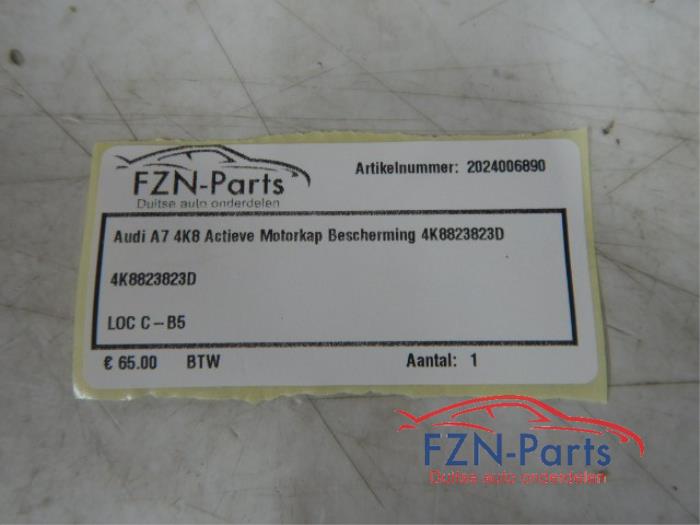 FZN-Parts
Duitse auto onderdelen
Artikelnummer: 2024006890
Audi A7 4K8 Actieve Motorkap Bescherming 4K8823823D
4K8823823D
LOC C-B5
€ 65.00 BTW Aantal: 1
FZN-Parts
Duitse auto onderdelen